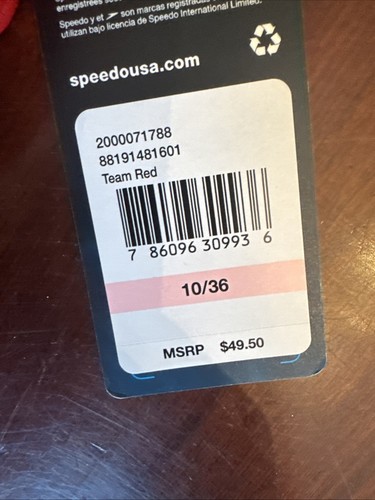 enregistrées
Speedo y et son marcas registradas
utilizan bajo licencia de Speedo International Limited.
speedousa.com
2000071788
88191481601
Team Red
7 86096 30993 6
10/36
MSRP $49.50